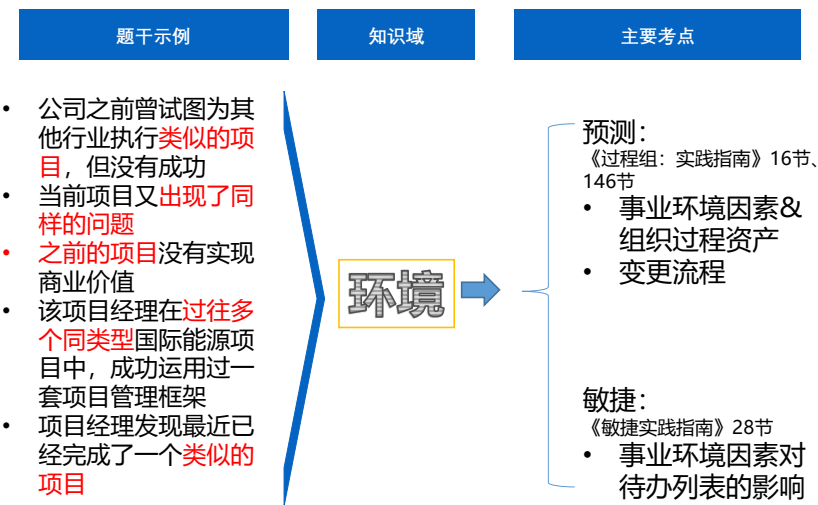 题干示例
知识域
主要考点
• 公司之前曾试图为其
他行业执行类似的项
目，但没有成功
• 当前项目又出现了同
样的问题
• 之前的项目没有实现
商业价值
• 该项目经理在过往多
个同类型国际能源项
目中，成功运用过一
套项目管理框架
• 项目经理发现最近已
经完成了一个类似的
项目
环境
预测：
《过程组：实践指南》16节、
146节
• 事业环境因素&
组织过程资产
• 变更流程
敏捷：
《敏捷实践指南》28节
• 事业环境因素对
待办列表的影响